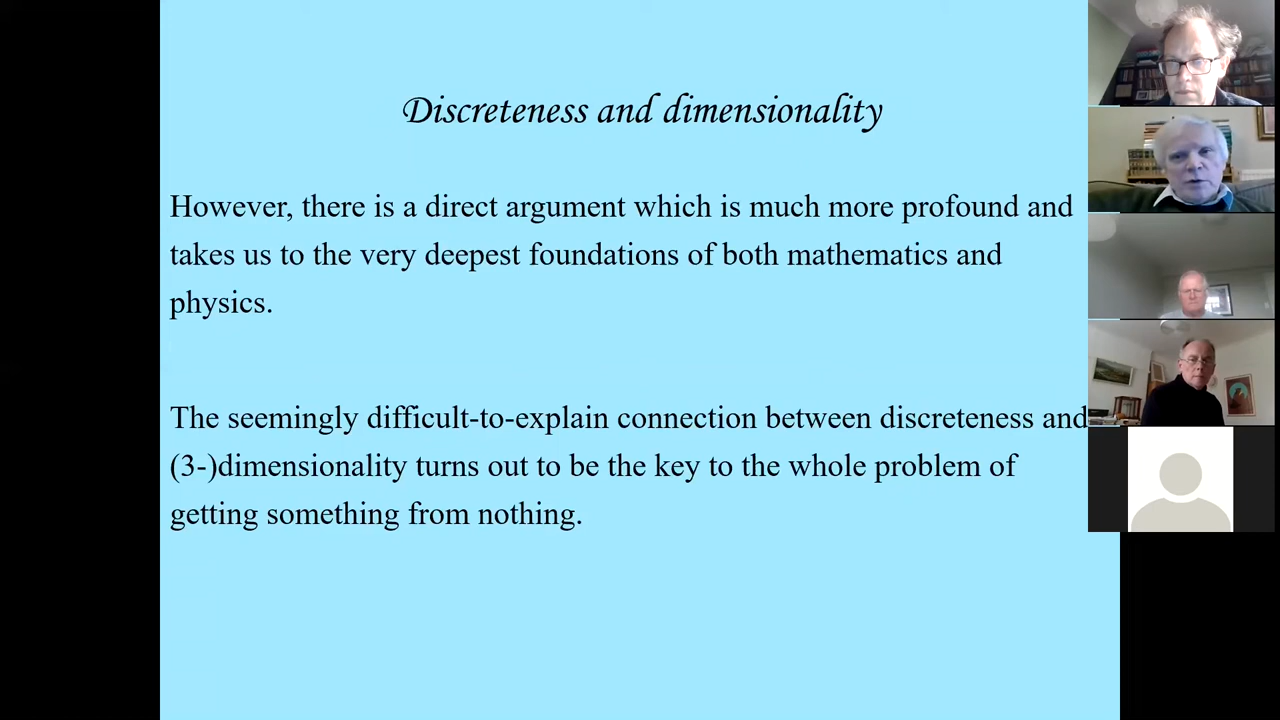 Discreteness and dimensionality
However, there is a direct argument which is much more profound and
takes us to the very deepest foundations of both mathematics and
physics.
The seemingly difficult-to-explain connection between discreteness and
(3-)dimensionality turns out to be the key to the whole problem of
getting something from nothing.